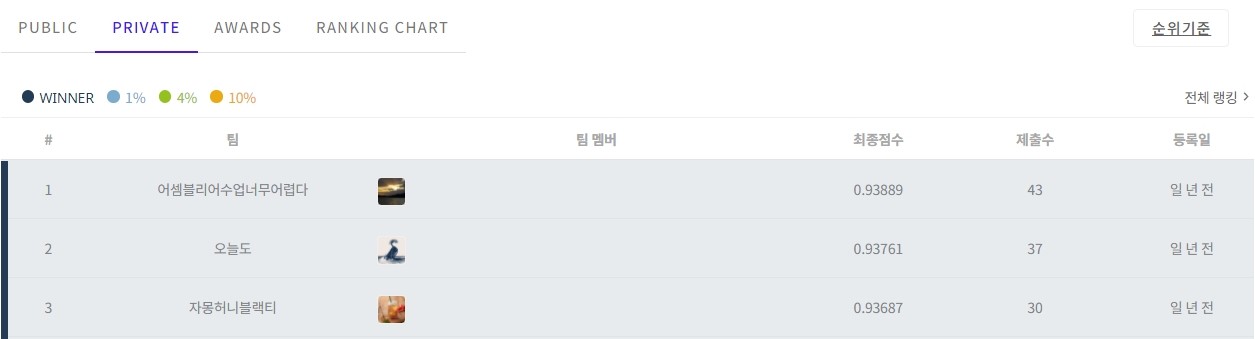 PUBLIC PRIVATE AWARDS RANKING CHART 순위기준
WINNER 1% 4% 10% 전체 랭킹 >
# 팀 팀 멤버 최종점수 제출수 등록일
1 어셈블리어수업너무어렵다 0.93889 43 일 년 전
2 오늘도 0.93761 37 일 년 전
3 자몽허니블랙티 0.93687 30 일 년 전